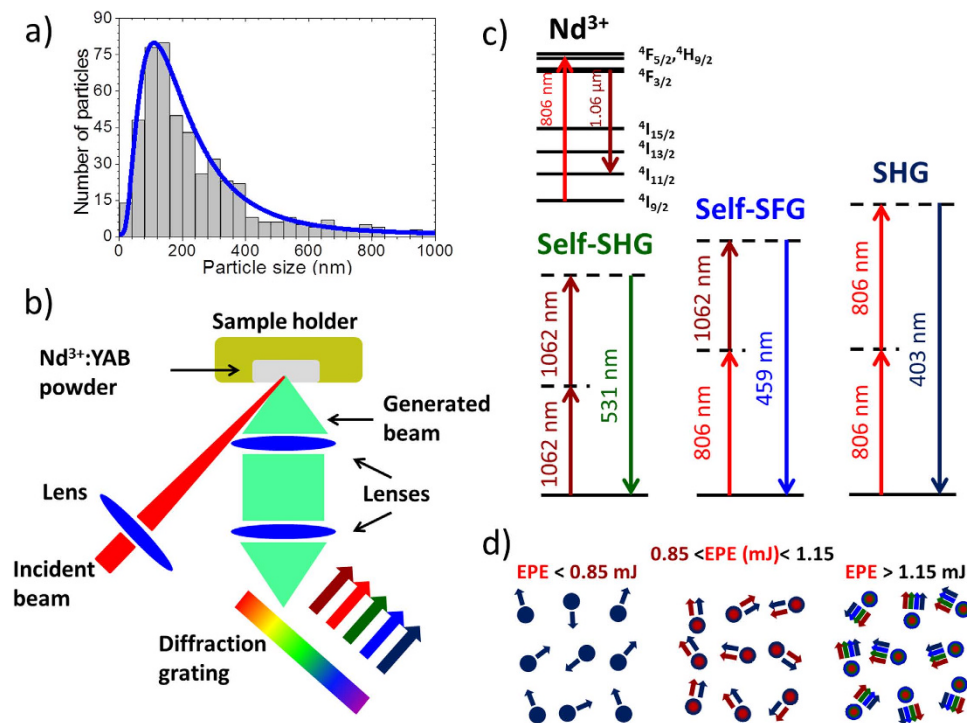 a)
Number of particles
90
75
60
45
30
15
0
0 200 400 600 800 1000
Particle size (nm)
b)
Sample holder
Nd³⁺:YAB
powder
Generated
beam
Lens
Lenses
Incident
beam
Diffraction
grating
c)
Nd³⁺
⁴F₅/₂,⁴H₉/₂
⁴F₃/₂
806 nm
1.06 µm
⁴I₁₅/₂
⁴I₁₃/₂
⁴I₁₁/₂
⁴I₉/₂
Self-SHG
1062 nm
1062 nm
531 nm
Self-SFG
1062 nm
806 nm
459 nm
SHG
806 nm
806 nm
403 nm
d)
EPE < 0.85 mJ
0.85 <EPE (mJ)< 1.15
EPE > 1.15 mJ